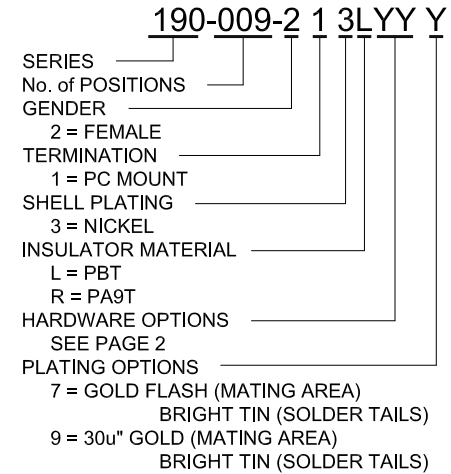 190-009-2 1 3LYY Y
SERIES
No. of POSITIONS
GENDER
2 = FEMALE
TERMINATION
1 = PC MOUNT
SHELL PLATING
3 = NICKEL
INSULATOR MATERIAL
L = PBT
R = PA9T
HARDWARE OPTIONS
SEE PAGE 2
PLATING OPTIONS
7 = GOLD FLASH (MATING AREA)
BRIGHT TIN (SOLDER TAILS)
9 = 30u" GOLD (MATING AREA)
BRIGHT TIN (SOLDER TAILS)